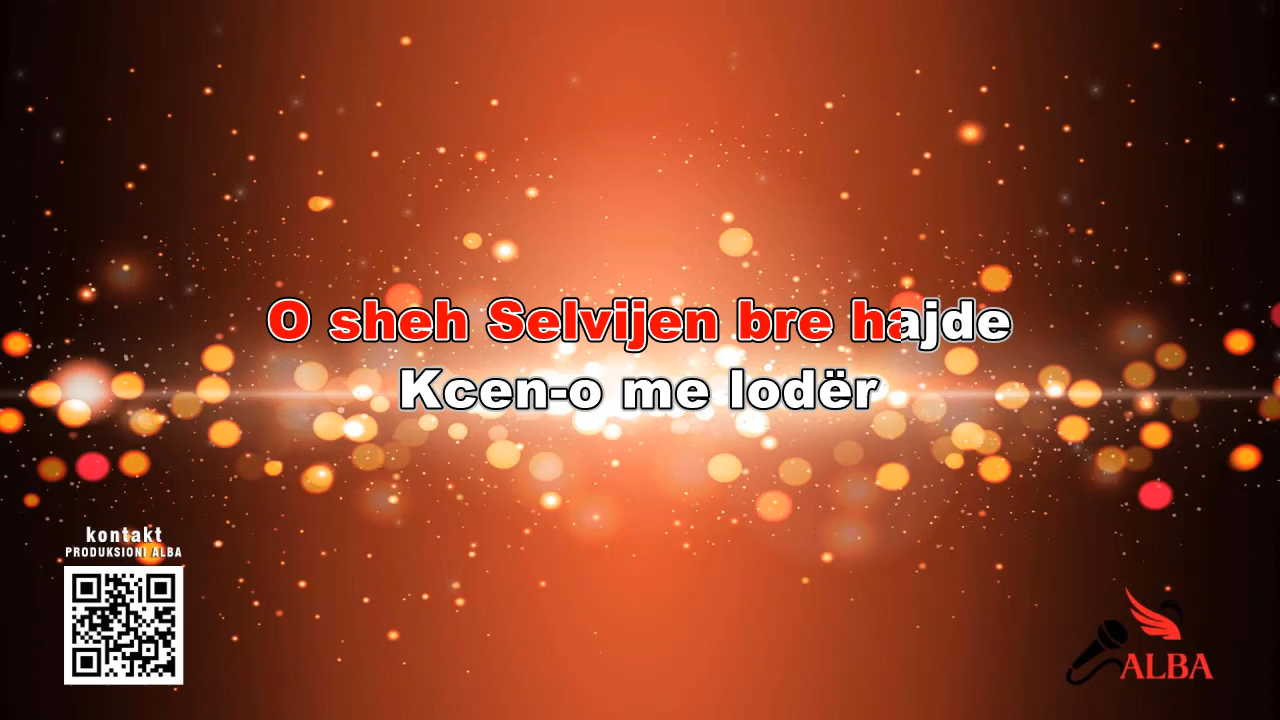 O sheh Selvijen bre hajde
Kcen-o me lodër
kontakt
PRODUKSIONI ALBA
ALBA